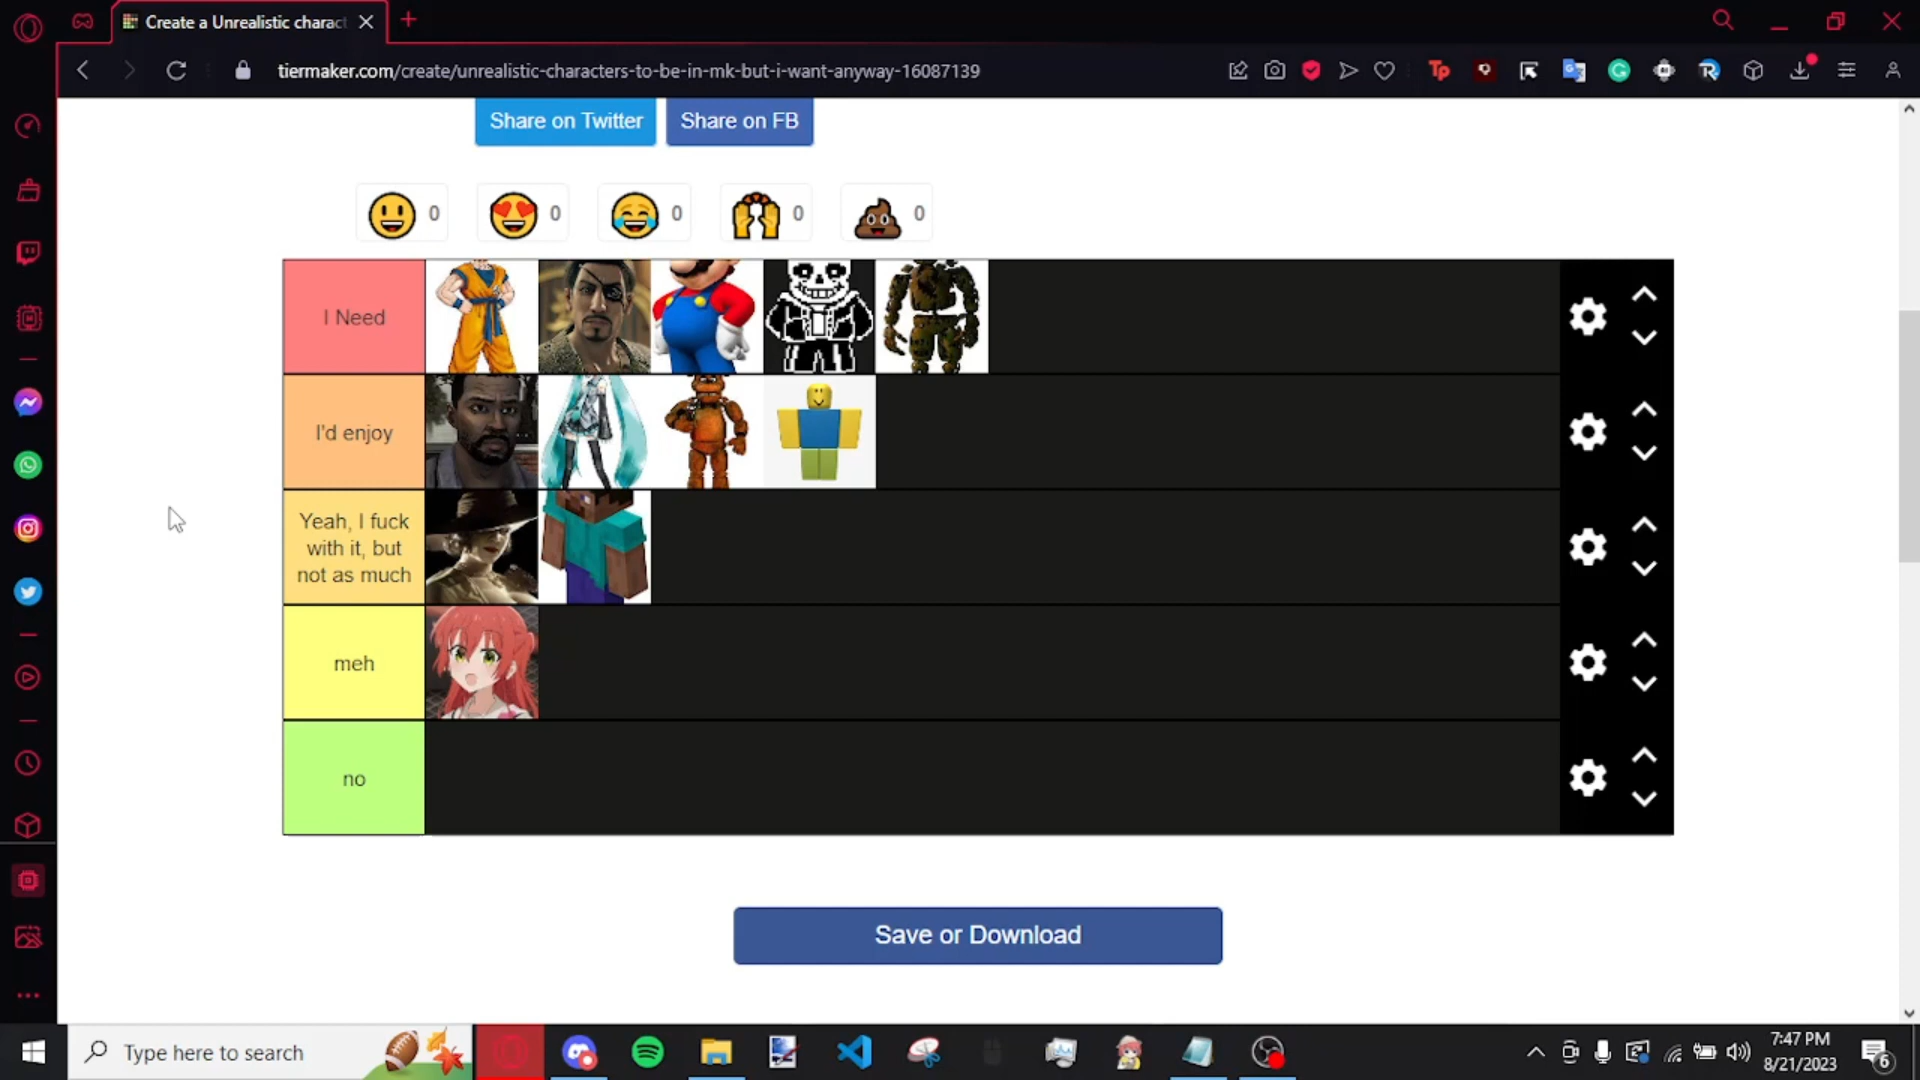 Create a Unrealistic charact
tiermaker.com/create/unrealistic-characters-to-be-in-mk-but-i-want-anyway-16087139
Tp
Share on Twitter
Share on FB
0
0
0
0
0
I Need
I'd enjoy
Yeah, I fuck
with it, but
not as much
meh
no
Save or Download
Type here to search
7:47 PM
8/21/2023
6